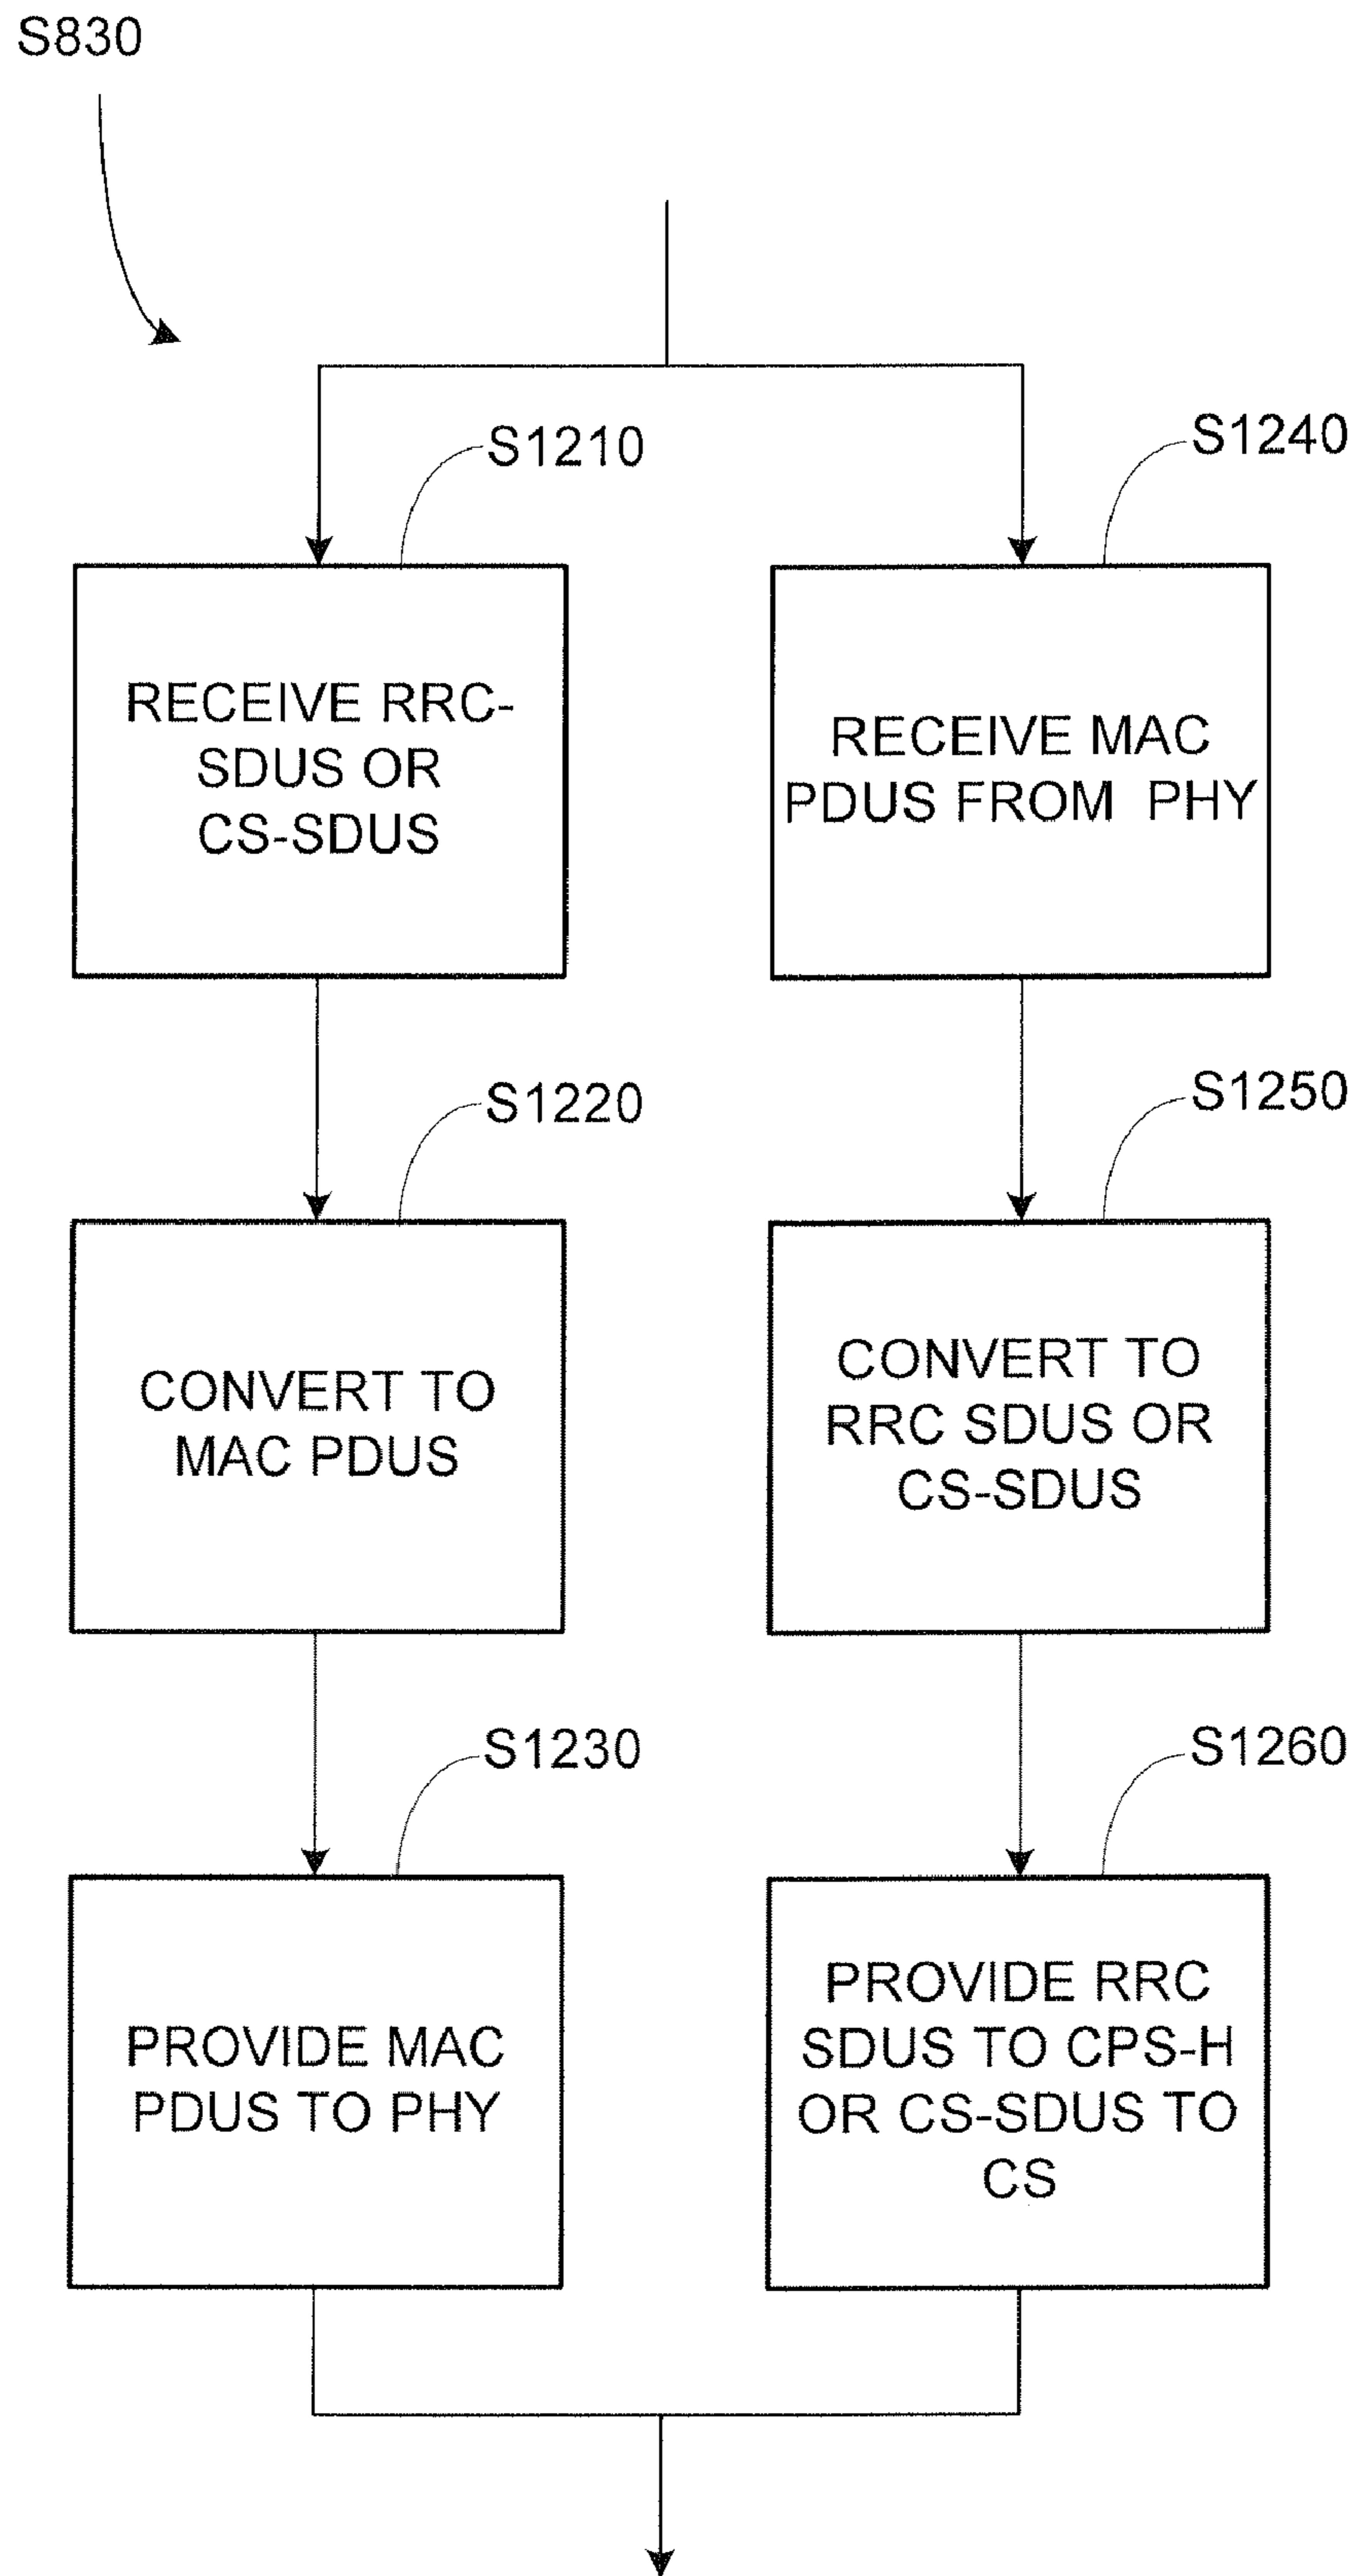 S830
S1210
RECEIVE RRC-
SDUS OR
CS-SDUS
S1220
CONVERT TO
MAC PDUS
S1230
PROVIDE MAC
PDUS TO PHY
S1240
RECEIVE MAC
PDUS FROM PHY
S1250
CONVERT TO
RRC SDUS OR
CS-SDUS
S1260
PROVIDE RRC
SDUS TO CPS-H
OR CS-SDUS TO
CS